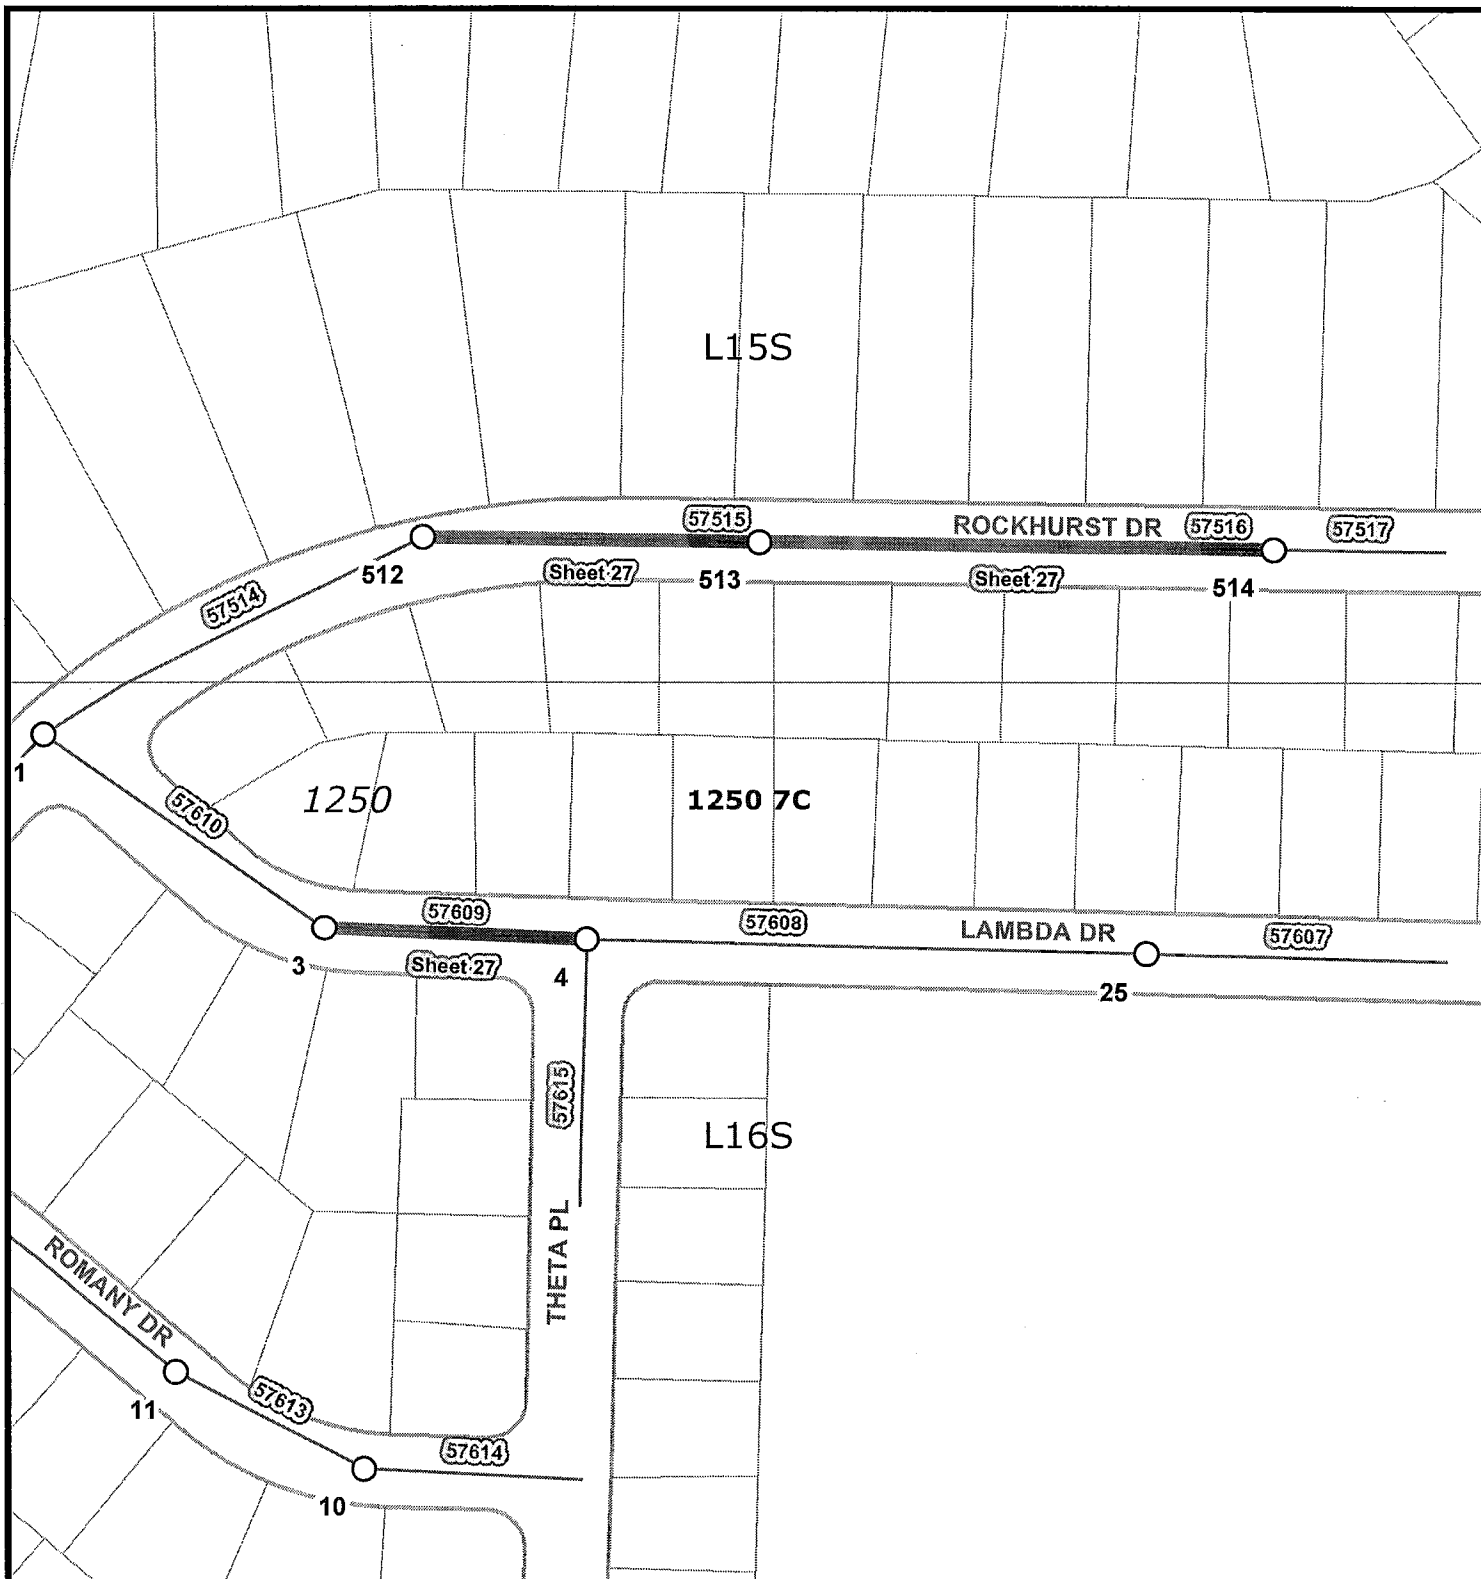 L15S
57515
ROCKHURST DR
57516
57517
512
Sheet 27
513
Sheet 27
514
57514
1
57610
1250
1250 7C
57609
57608
LAMBDA DR
57607
3
Sheet 27
4
25
57615
L16S
THETA PL
ROMANY DR
11
57613
57614
10